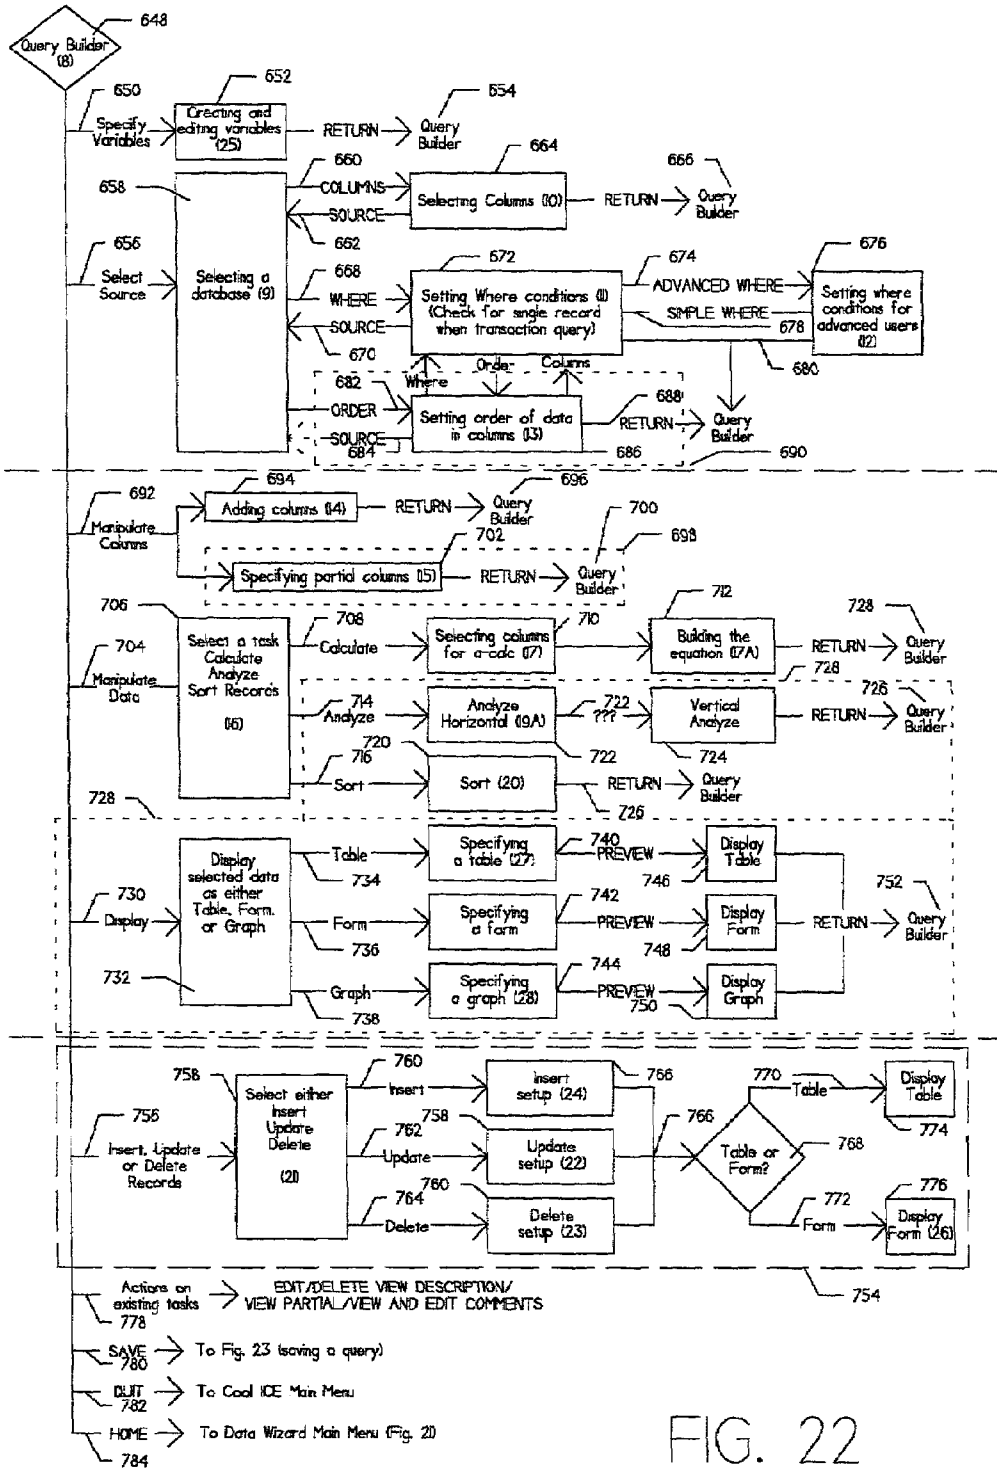 648
Query Builder
(8)
650
652
654
Specify
Variables
Creating and
editing variables
(25)
RETURN
Query
Builder
658
660
664
666
COLUMNS
Selecting Columns (10)
RETURN
Query
Builder
SOURCE
662
656
668
672
674
676
Select
Source
Selecting a
database (9)
WHERE
Setting Where conditions (11)
(Check for single record
when transaction query)
ADVANCED WHERE
Setting where
conditions for
advanced users
(12)
SOURCE
SIMPLE WHERE
678
670
680
682
Where
Order
Columns
688
ORDER
Setting order of data
in columns (13)
RETURN
Query
Builder
SOURCE
684
686
690
692
694
696
Manipulate
Columns
Adding columns (14)
RETURN
Query
Builder
700
702
698
Specifying partial columns (15)
RETURN
Query
Builder
706
708
710
712
728
704
Manipulate
Data
Select a task
Calculate
Analyze
Sort Records
(16)
Calculate
Selecting columns
for a-calc (17)
Building the
equation (17A)
RETURN
Query
Builder
728
714
Analyze
Analyze
Horizontal (19A)
722
???
Vertical
Analyze
RETURN
726
Query
Builder
720
722
724
716
Sort
Sort (20)
RETURN
Query
Builder
726
728
Display
selected data
as either
Table, Form,
or Graph
Table
734
Specifying
a table (27)
740
PREVIEW
746
Display
Table
730
Display
Form
736
Specifying
a form
742
PREVIEW
748
Display
Form
RETURN
752
Query
Builder
732
Graph
738
Specifying
a graph (28)
744
PREVIEW
750
Display
Graph
758
760
766
770
Select either
Insert
Update
Delete
(21)
Insert
Insert
setup (24)
Table
Display
Table
774
756
Insert, Update
or Delete
Records
762
Update
758
Update
setup (22)
766
Table or
Form?
768
764
Delete
760
Delete
setup (23)
772
Form
776
Display
Form (26)
754
Actions on
existing tasks
EDIT/DELETE VIEW DESCRIPTION/
VIEW PARTIAL/VIEW AND EDIT COMMENTS
778
SAVE
To Fig. 23 (saving a query)
780
QUIT
To Cool ICE Main Menu
782
HOME
To Data Wizard Main Menu (Fig. 21)
784
FIG. 22